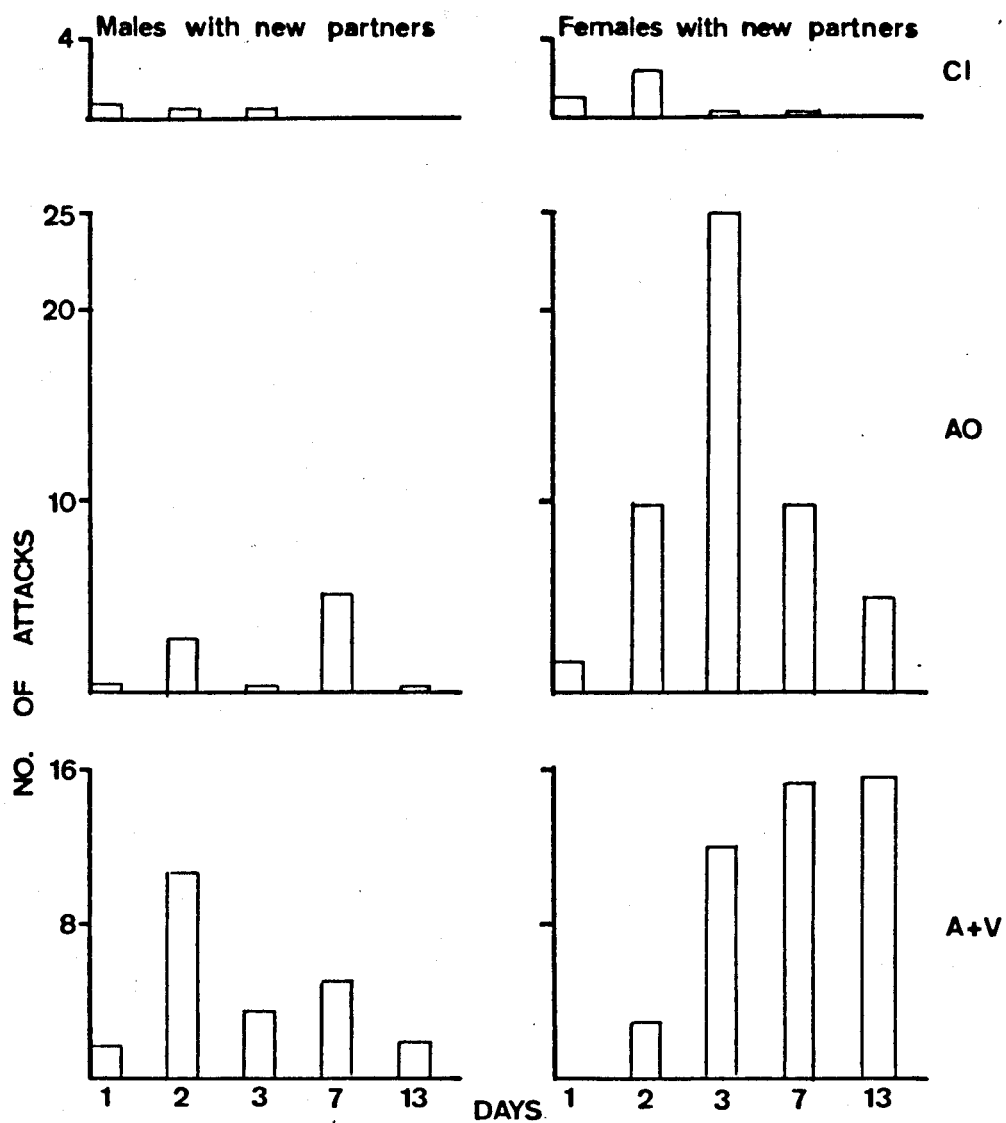 Males with new partners
Females with new partners
4
CI
25
20
10
AO
NO. OF ATTACKS
16
8
A+V
1 2 3 7 13
DAYS
1 2 3 7 13